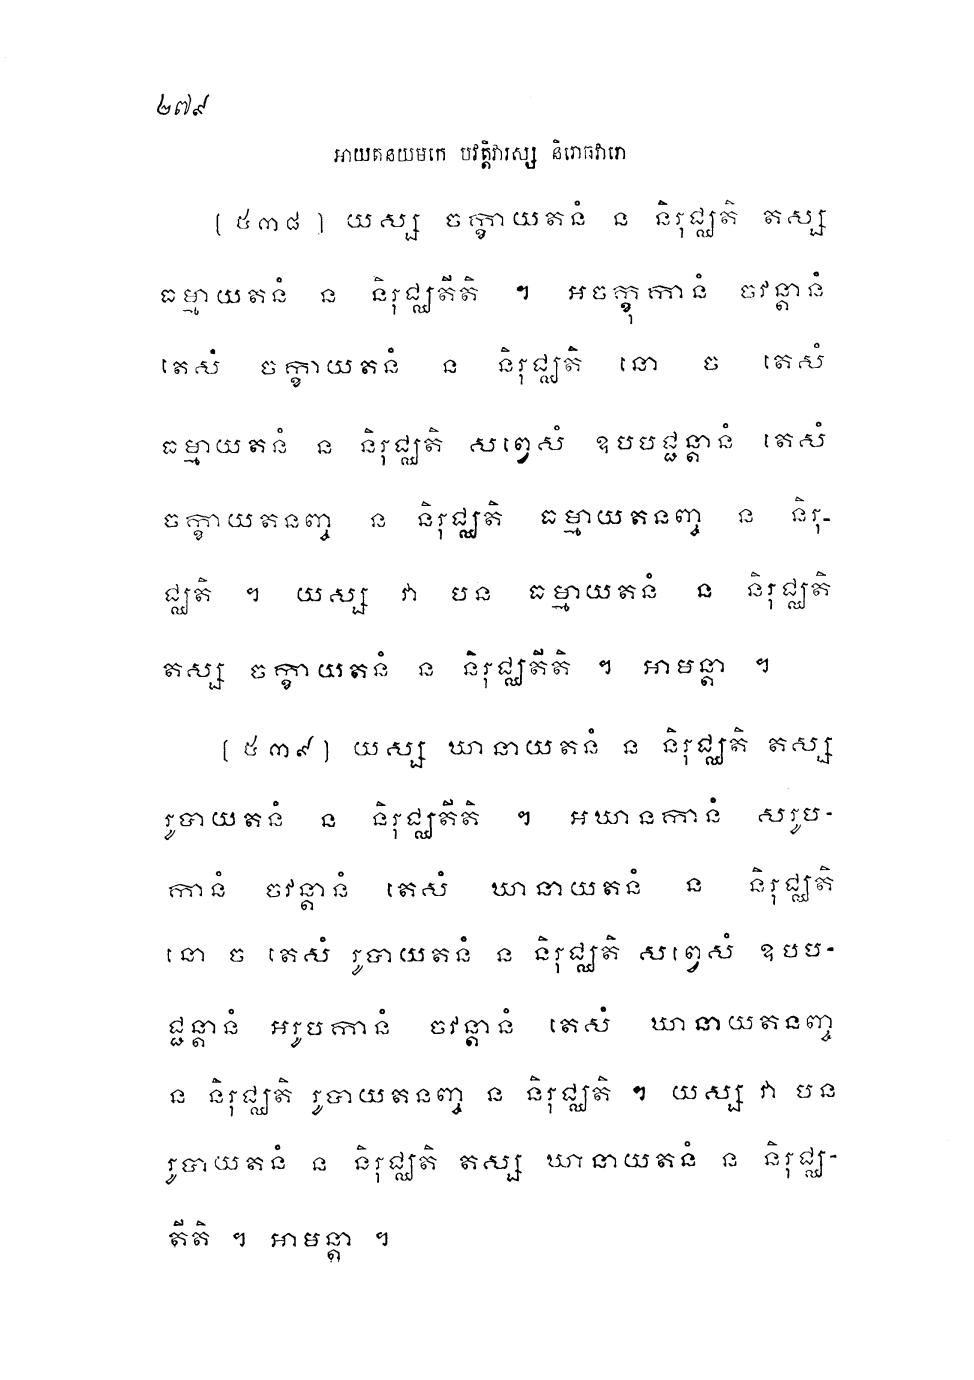 ២៧៩
អាយតនយមកេ បវត្តិវារស្ស និរោធវារោ
(៥៣៨) យស្ស ចក្ខាយតនំ ន និរុជ្ឈតិ តស្ស
ធម្មាយតនំ ន និរុជ្ឈតីតិ ។ អចក្ខុកានំ ចវន្តានំ
តេសំ ចក្ខាយតនំ ន និរុជ្ឈតិ នោ ច តេសំ
ធម្មាយតនំ ន និរុជ្ឈតិ សព្វេសំ ឧបបជ្ជន្តានំ តេសំ
ចក្ខាយតនញ្ច ន និរុជ្ឈតិ ធម្មាយតនញ្ច ន និរុ-
ជ្ឈតិ ។ យស្ស វា បន ធម្មាយតនំ ន និរុជ្ឈតិ
តស្ស ចក្ខាយតនំ ន និរុជ្ឈតីតិ ។ អាមន្តា ។
(៥៣៩) យស្ស ឃានាយតនំ ន និរុជ្ឈតិ តស្ស
រូបាយតនំ ន និរុជ្ឈតីតិ ។ អឃានកានំ សរូប-
កានំ ចវន្តានំ តេសំ ឃានាយតនំ ន និរុជ្ឈតិ
នោ ច តេសំ រូបាយតនំ ន និរុជ្ឈតិ សព្វេសំ ឧបប-
ជ្ជន្តានំ អរូបកានំ ចវន្តានំ តេសំ ឃានាយតនញ្ច
ន និរុជ្ឈតិ រូបាយតនញ្ច ន និរុជ្ឈតិ ។ យស្ស វា បន
រូបាយតនំ ន និរុជ្ឈតិ តស្ស ឃានាយតនំ ន និរុជ្ឈ-
តីតិ ។ អាមន្តា ។